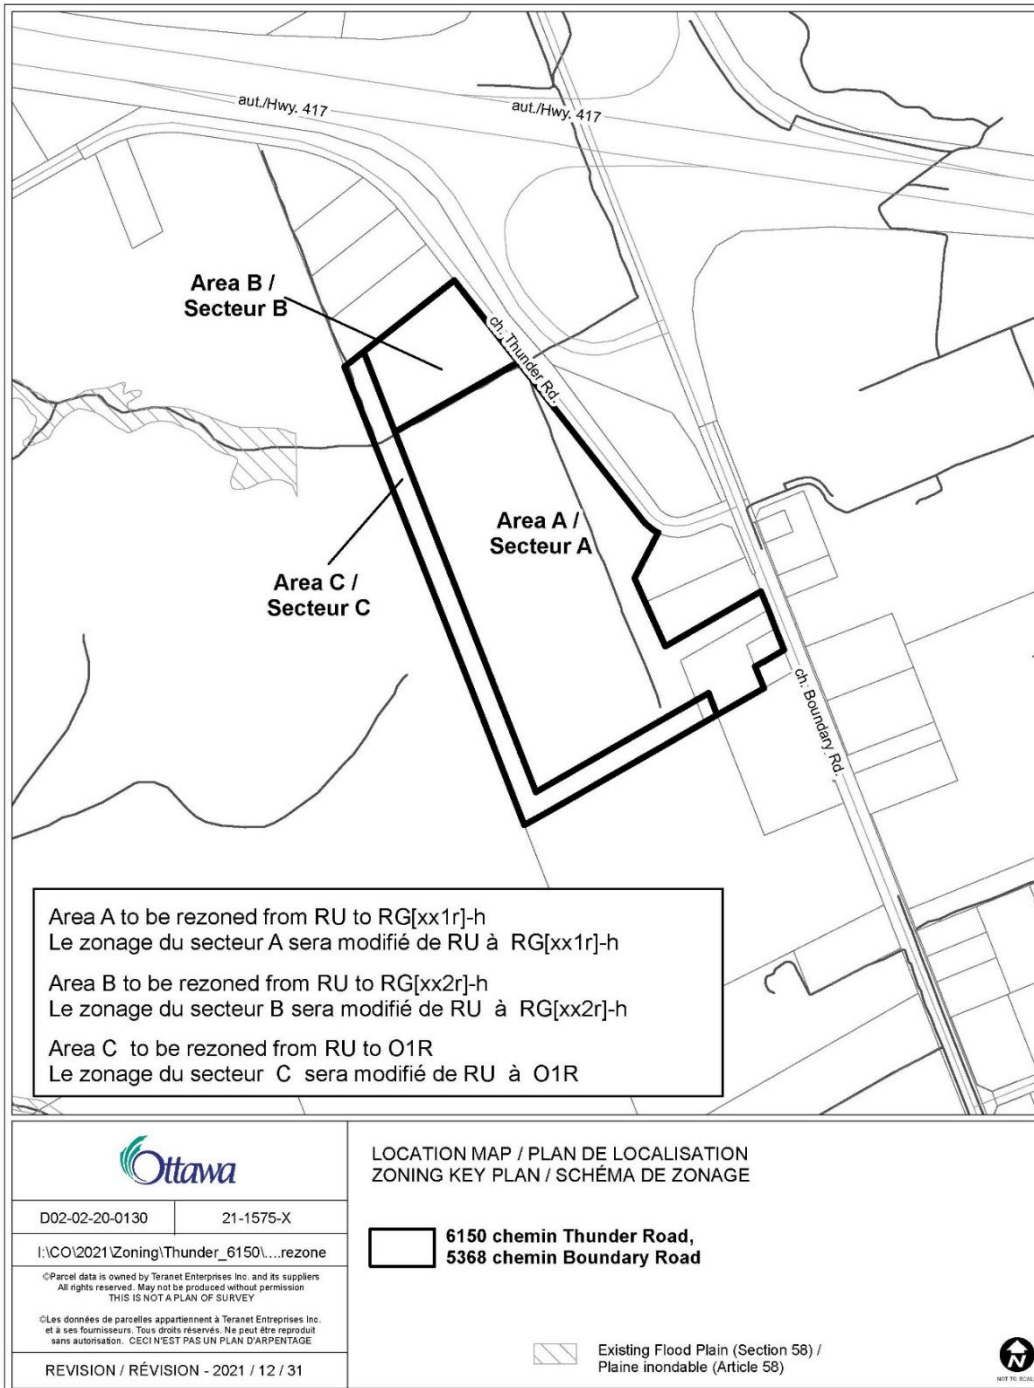 aut./Hwy. 417
aut./Hwy. 417
Area B /
Secteur B
ch. Thunder Rd.
Area A /
Secteur A
Area C /
Secteur C
ch. Boundary Rd.
Area A to be rezoned from RU to RG[xx1r]-h
Le zonage du secteur A sera modifié de RU à RG[xx1r]-h
Area B to be rezoned from RU to RG[xx2r]-h
Le zonage du secteur B sera modifié de RU à RG[xx2r]-h
Area C to be rezoned from RU to O1R
Le zonage du secteur C sera modifié de RU à O1R
Ottawa
D02-02-20-0130
21-1575-X
I:\CO\2021\Zoning\Thunder_6150\....rezone
©Parcel data is owned by Teranet Enterprises Inc. and its suppliers
All rights reserved. May not be produced without permission
THIS IS NOT A PLAN OF SURVEY
©Les données de parcelles appartiennent à Teranet Entreprises Inc.
et à ses fournisseurs. Tous droits réservés. Ne peut être reproduit
sans autorisation. CECI N'EST PAS UN PLAN D'ARPENTAGE
REVISION / RÉVISION - 2021 / 12 / 31
LOCATION MAP / PLAN DE LOCALISATION
ZONING KEY PLAN / SCHÉMA DE ZONAGE
6150 chemin Thunder Road,
5368 chemin Boundary Road
Existing Flood Plain (Section 58) /
Plaine inondable (Article 58)
N
NOT TO SCALE